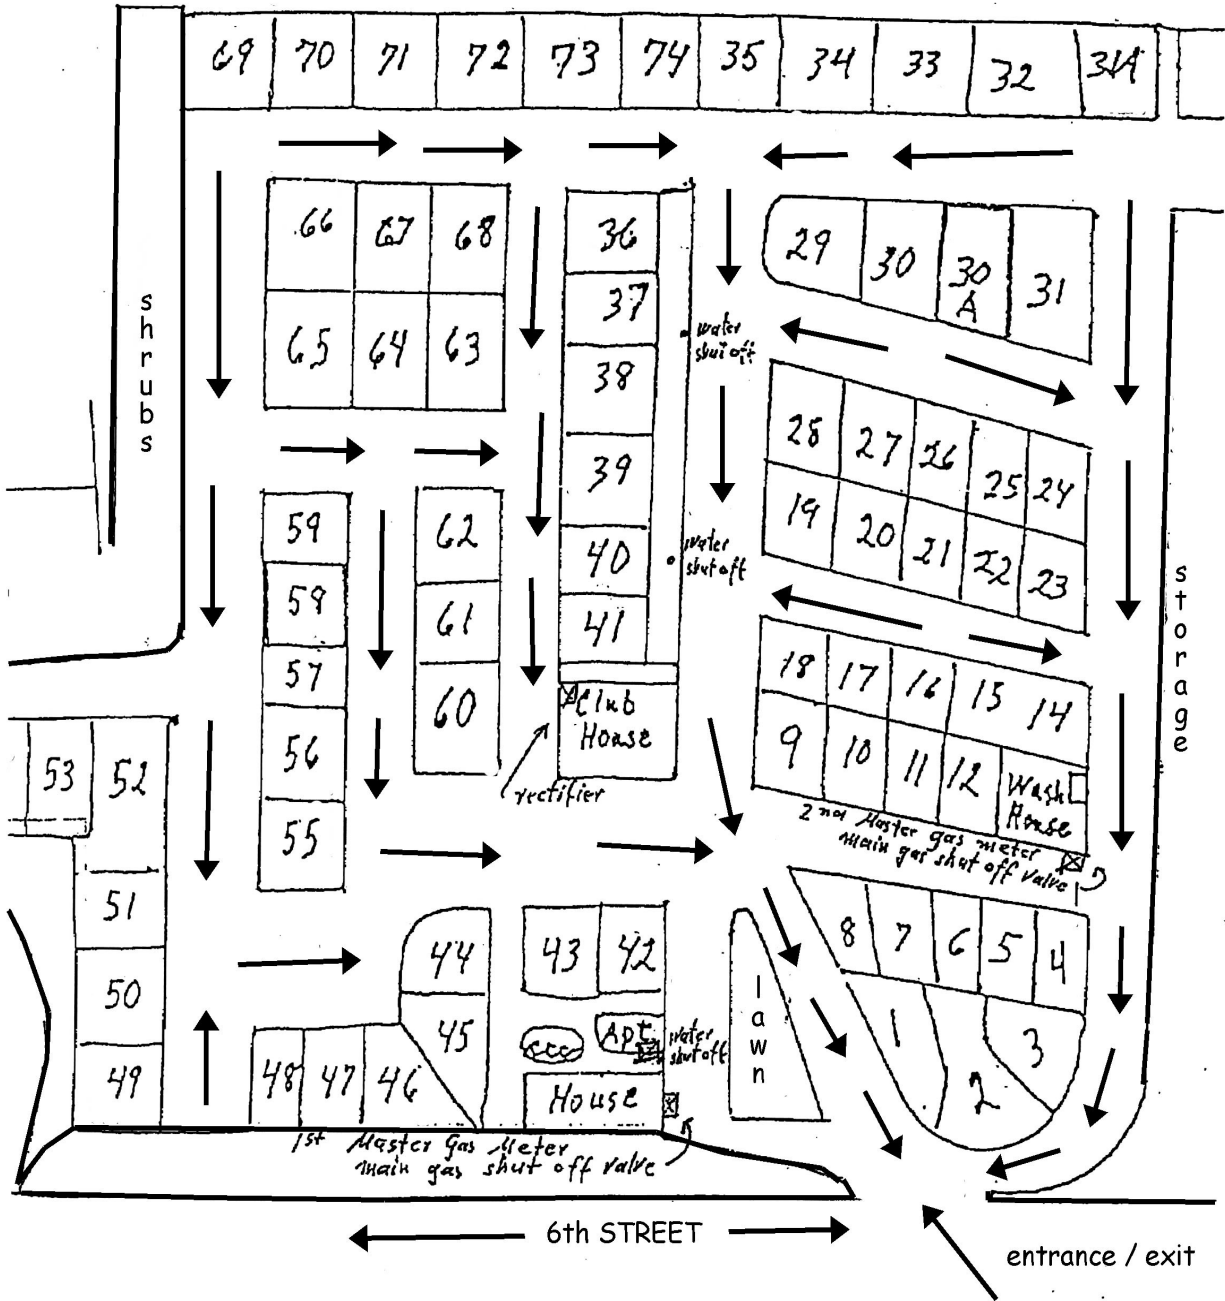 69 70 71 72 73 74 35 34 33 32 31A
66 67 68
36
29 30 30 A 31
37
65 64 63
water
shut off
38
28 27 26 25 24
39
59 62
19 20 21 22 23
40
water
shut off
58 61
41
18 17 16 15 14
57
60
Club
House
53 52
56
9 10 11 12 Wash
House
rectifier
55
2nd Master gas meter
main gas shut off valve
51
8 7 6 5 4
44 43 42
50
45
Apt.
water
shut off
1 3
2
49 48 47 46
House
1st Master Gas Meter
main gas shut off valve
shrubs
storage
lawn
6th STREET
entrance / exit